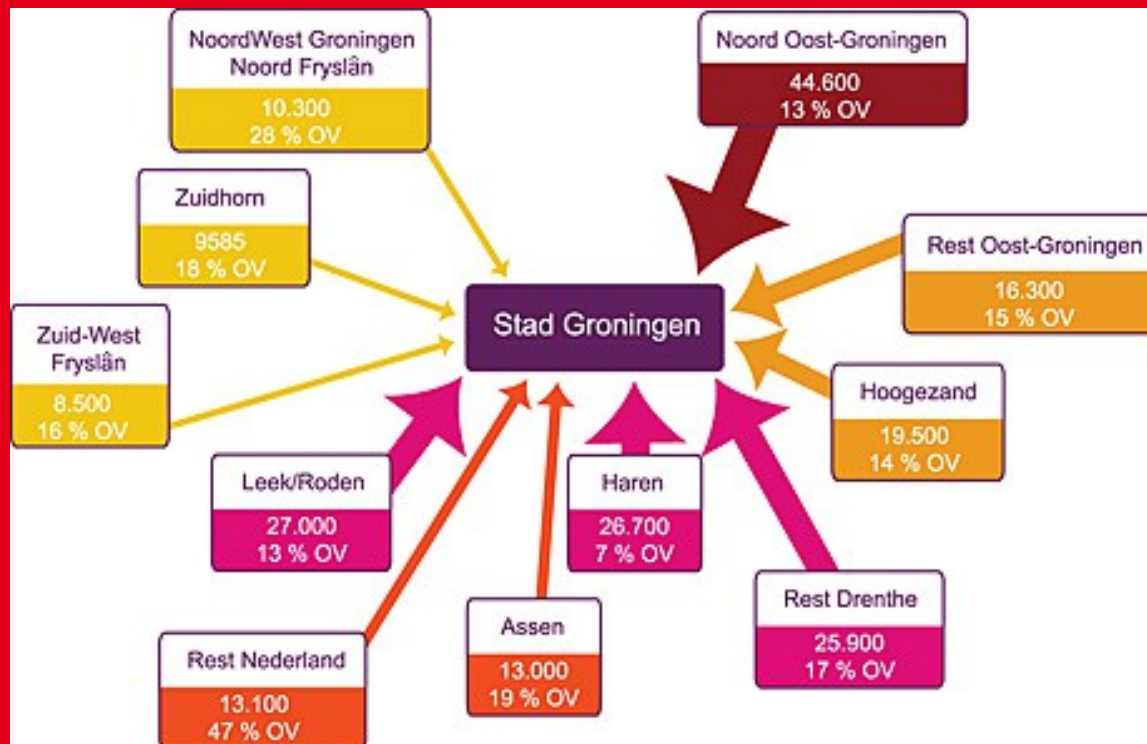 NoordWest Groningen
Noord Fryslân
10.300
28 % OV
Noord Oost-Groningen
44.600
13 % OV
Zuidhorn
9585
18 % OV
Rest Oost-Groningen
16.300
15 % OV
Stad Groningen
Zuid-West
Fryslân
8.500
16 % OV
Hoogezand
19.500
14 % OV
Leek/Roden
27.000
13 % OV
Haren
26.700
7 % OV
Rest Drenthe
25.900
17 % OV
Assen
13.000
19 % OV
Rest Nederland
13.100
47 % OV